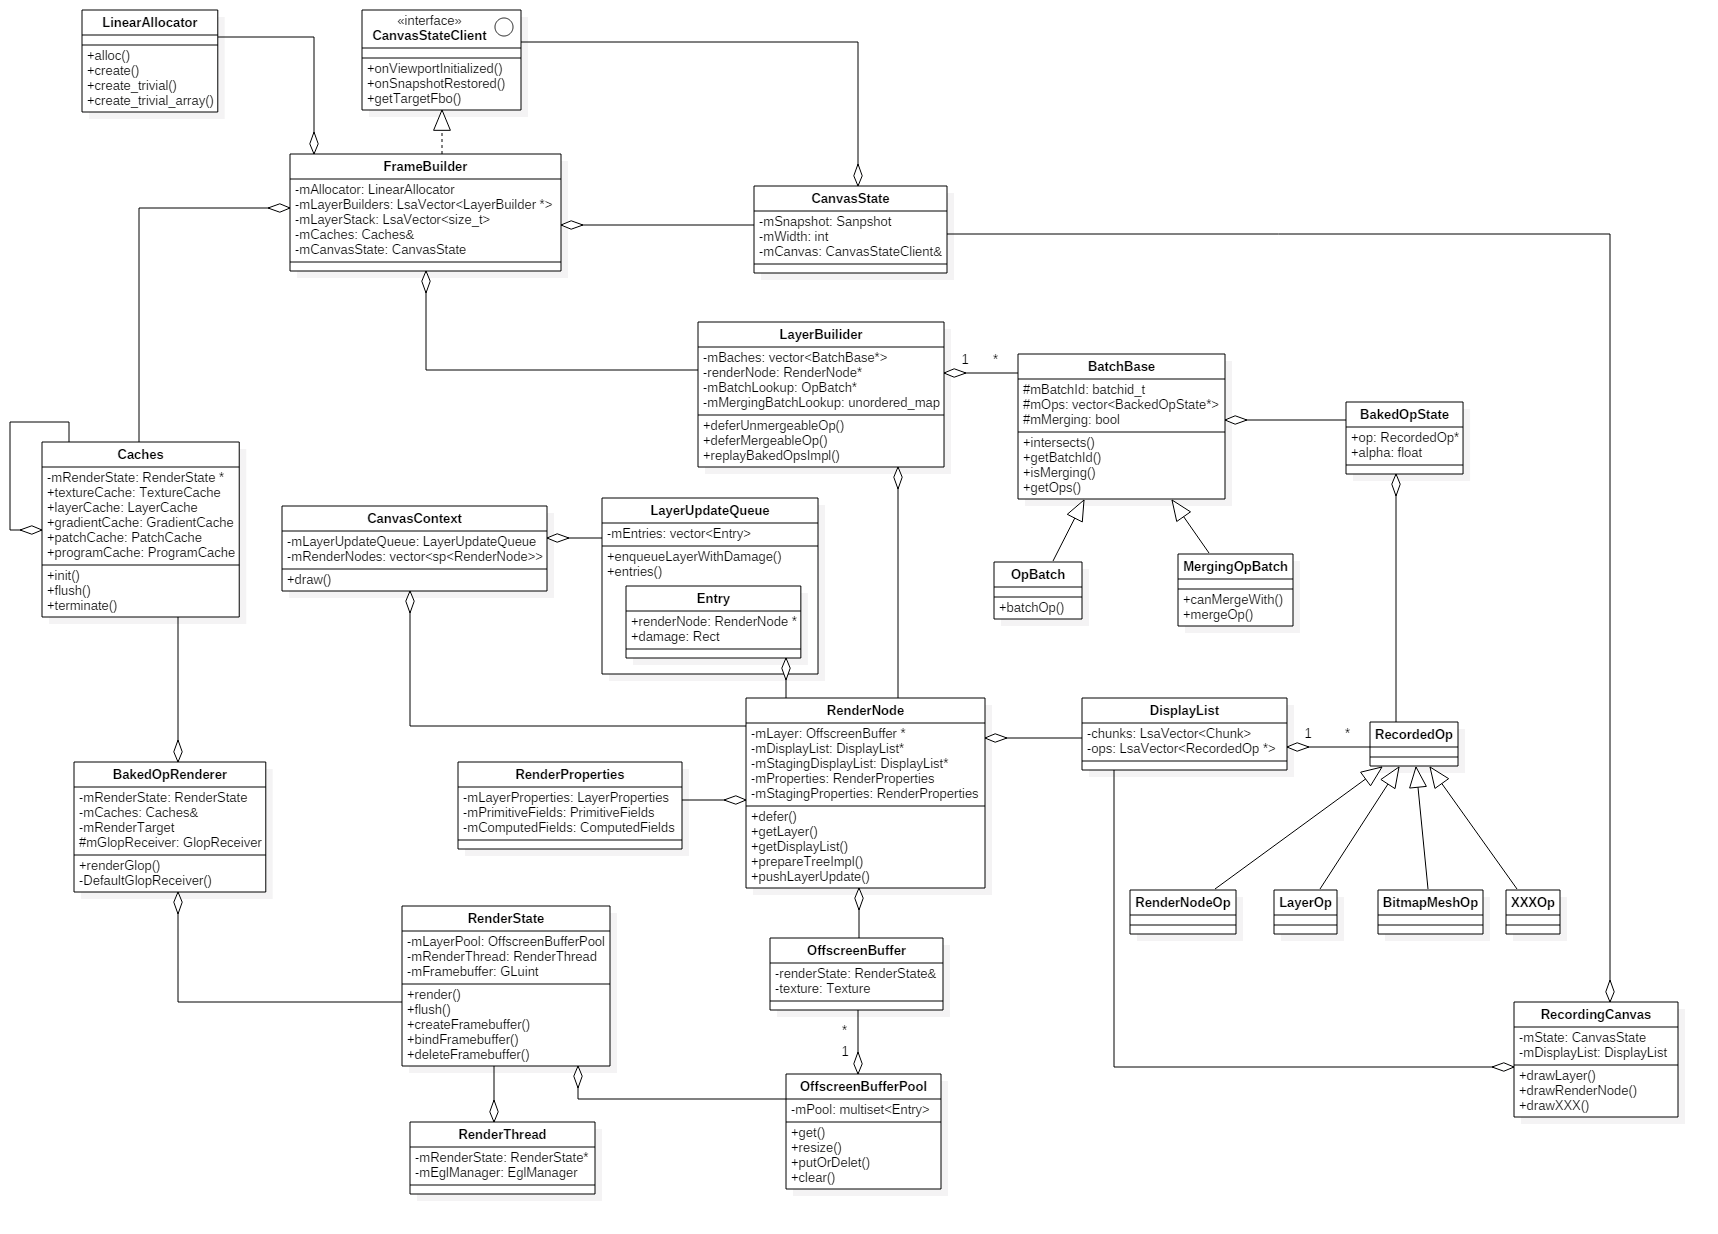 LinearAllocator
+alloc()
+create()
+create_trivial()
+create_trivial_array()
«interface»
CanvasStateClient
+onViewportInitialized()
+onSnapshotRestored()
+getTargetFbo()
FrameBuilder
-mAllocator: LinearAllocator
-mLayerBuilders: LsaVector<LayerBuilder *>
-mLayerStack: LsaVector<size_t>
-mCaches: Caches&
-mCanvasState: CanvasState
CanvasState
-mSnapshot: Sanpshot
-mWidth: int
-mCanvas: CanvasStateClient&
LayerBuilider
-mBaches: vector<BatchBase*>
-renderNode: RenderNode*
-mBatchLookup: OpBatch*
-mMergingBatchLookup: unordered_map
+deferUnmergeableOp()
+deferMergeableOp()
+replayBakedOpsImpl()
1
*
BatchBase
#mBatchId: batchid_t
#mOps: vector<BackedOpState*>
#mMerging: bool
+intersects()
+getBatchId()
+isMerging()
+getOps()
BakedOpState
+op: RecordedOp*
+alpha: float
Caches
-mRenderState: RenderState *
+textureCache: TextureCache
+layerCache: LayerCache
+gradientCache: GradientCache
+patchCache: PatchCache
+programCache: ProgramCache
+init()
+flush()
+terminate()
CanvasContext
-mLayerUpdateQueue: LayerUpdateQueue
-mRenderNodes: vector<sp<RenderNode>>
+draw()
LayerUpdateQueue
-mEntries: vector<Entry>
+enqueueLayerWithDamage()
+entries()
Entry
+renderNode: RenderNode *
+damage: Rect
OpBatch
+batchOp()
MergingOpBatch
+canMergeWith()
+mergeOp()
RenderNode
-mLayer: OffscreenBuffer *
-mDisplayList: DisplayList*
-mStagingDisplayList: DisplayList*
-mProperties: RenderProperties
-mStagingProperties: RenderProperties
+defer()
+getLayer()
+getDisplayList()
+prepareTreeImpl()
+pushLayerUpdate()
DisplayList
-chunks: LsaVector<Chunk>
-ops: LsaVector<RecordedOp *>
1
*
RecordedOp
BakedOpRenderer
-mRenderState: RenderState
-mCaches: Caches&
-mRenderTarget
#mGlopReceiver: GlopReceiver
+renderGlop()
-DefaultGlopReceiver()
RenderProperties
-mLayerProperties: LayerProperties
-mPrimitiveFields: PrimitiveFields
-mComputedFields: ComputedFields
RenderNodeOp
LayerOp
BitmapMeshOp
XXXOp
RenderState
-mLayerPool: OffscreenBufferPool
-mRenderThread: RenderThread
-mFramebuffer: GLuint
+render()
+flush()
+createFramebuffer()
+bindFramebuffer()
+deleteFramebuffer()
OffscreenBuffer
-renderState: RenderState&
-texture: Texture
*
1
RecordingCanvas
-mState: CanvasState
-mDisplayList: DisplayList
+drawLayer()
+drawRenderNode()
+drawXXX()
OffscreenBufferPool
-mPool: multiset<Entry>
+get()
+resize()
+putOrDelet()
+clear()
RenderThread
-mRenderState: RenderState*
-mEglManager: EglManager